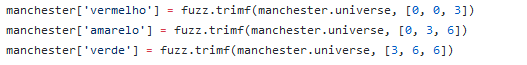 manchester['vermelho'] = fuzz.trimf(manchester.universe, [0, 0, 3])
manchester['amarelo'] = fuzz.trimf(manchester.universe, [0, 3, 6])
manchester['verde'] = fuzz.trimf(manchester.universe, [3, 6, 6])